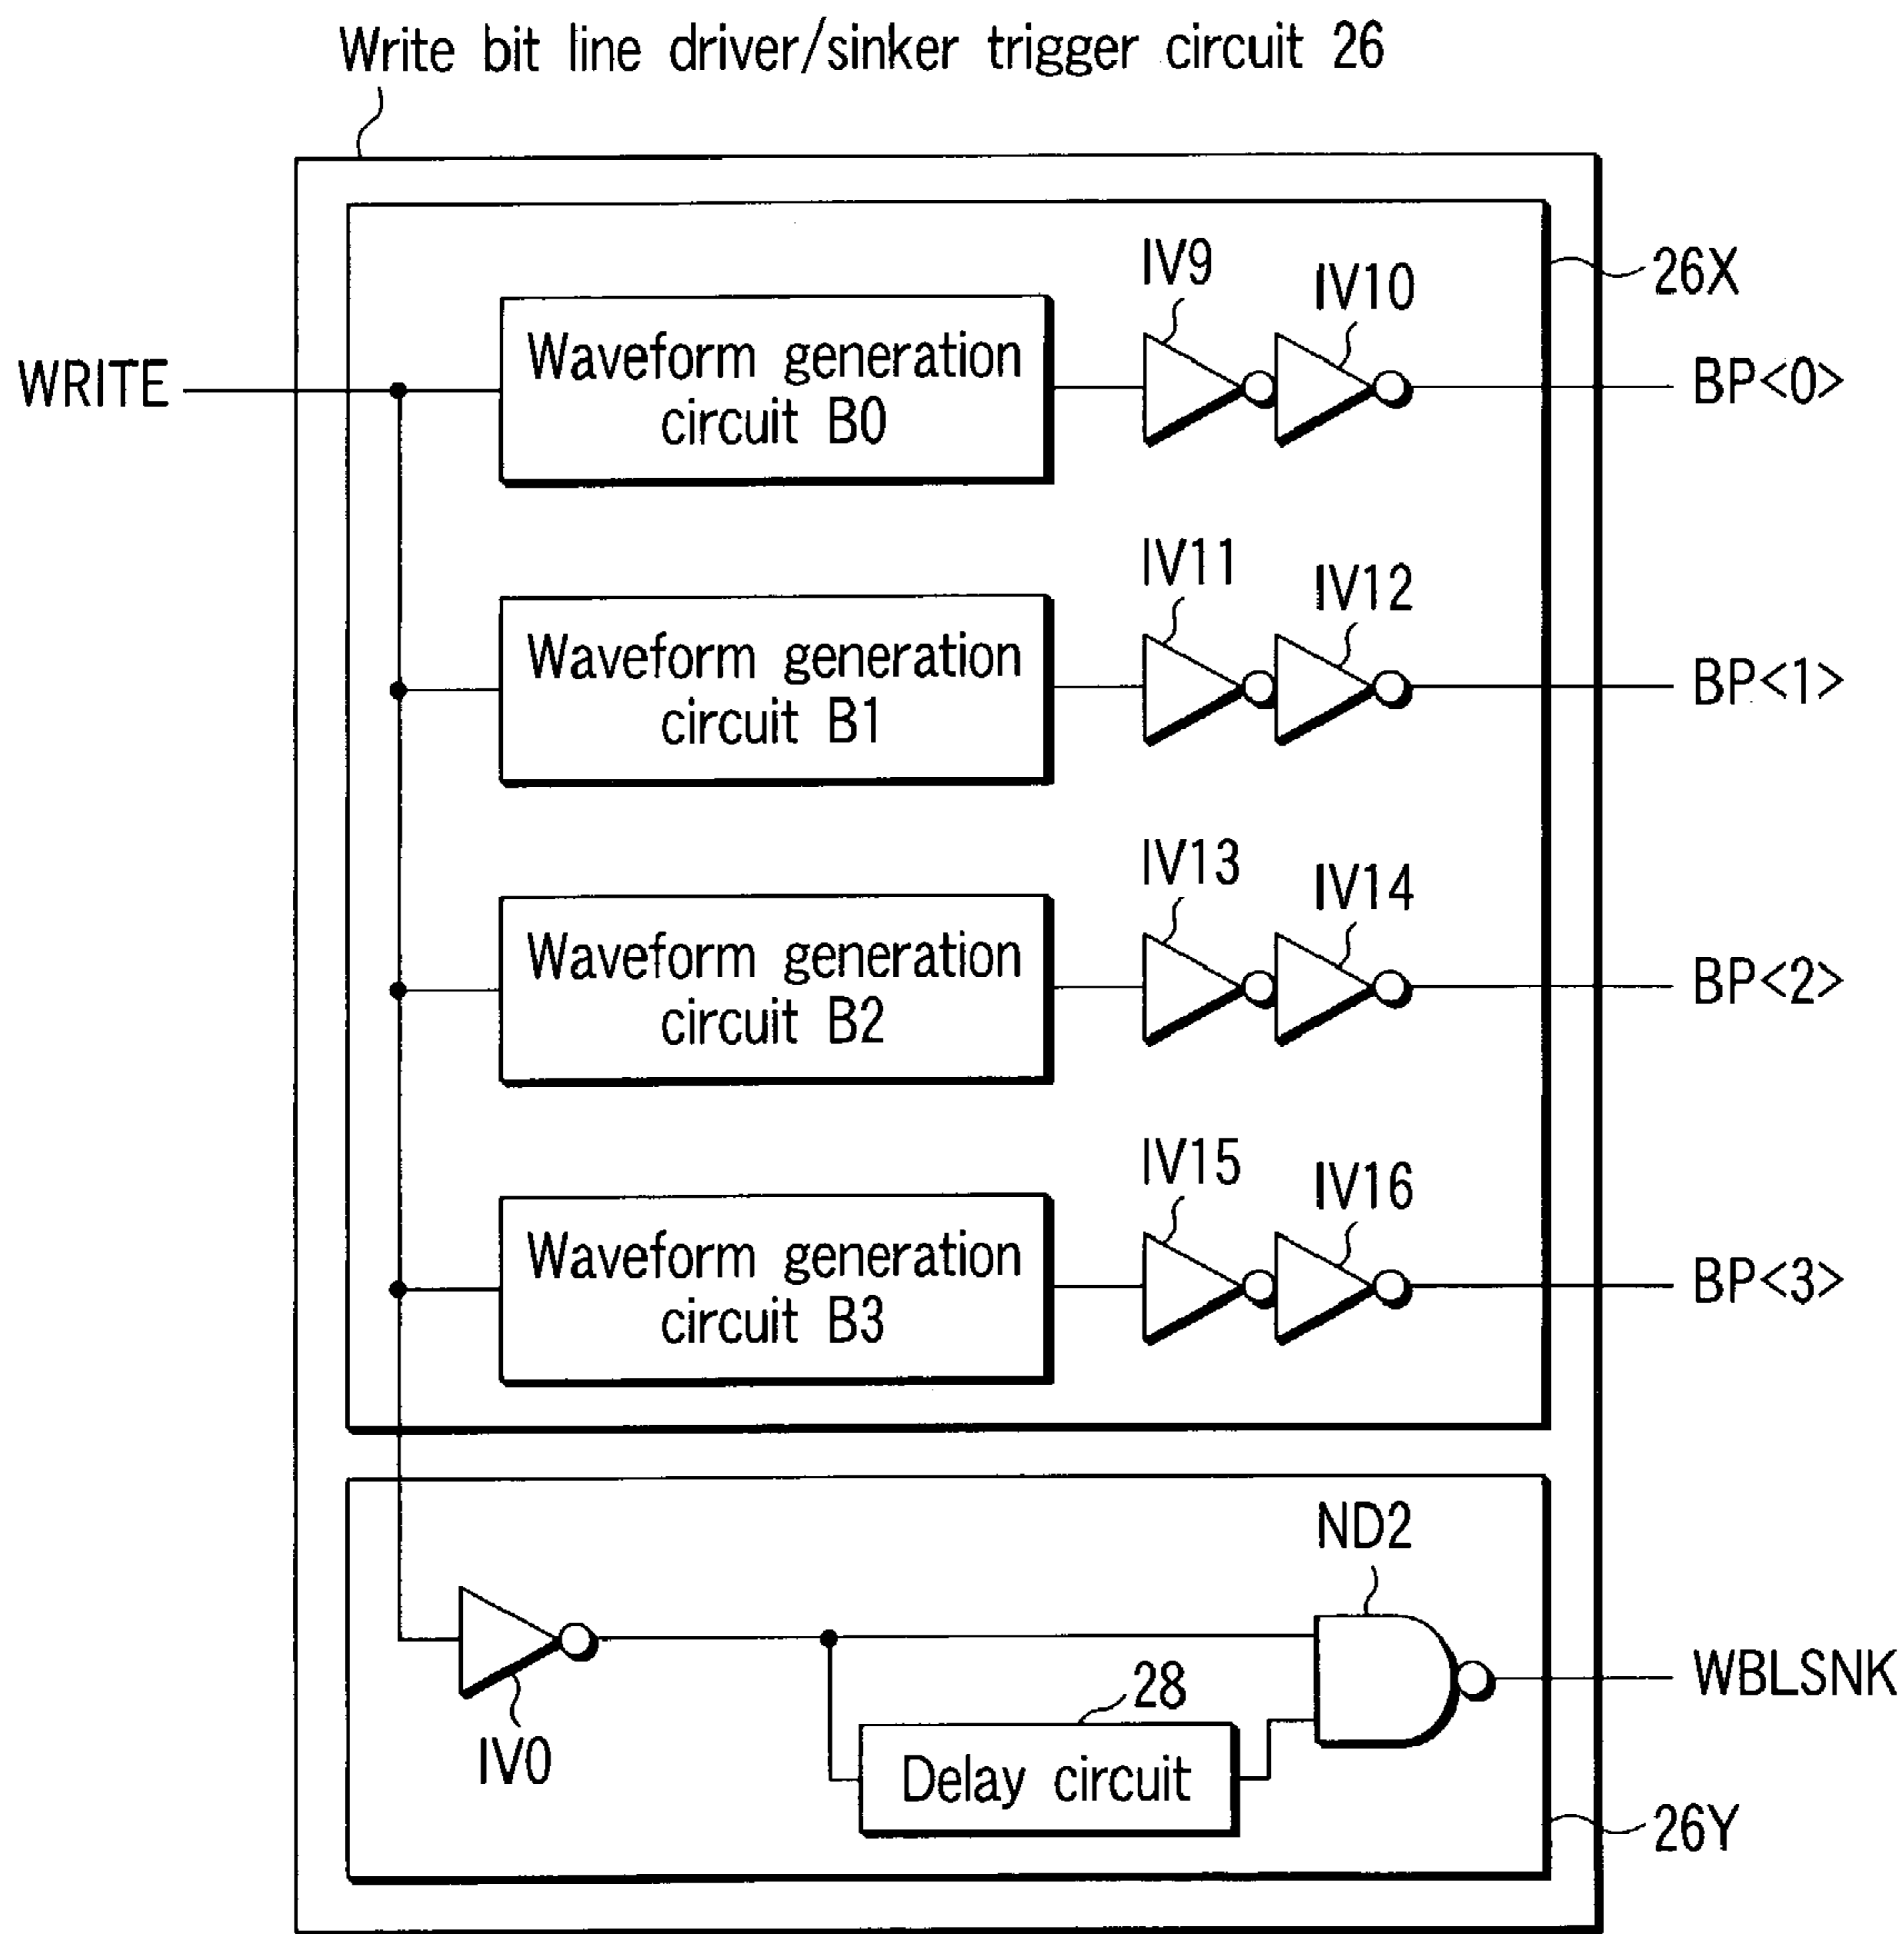 Write bit line driver/sinker trigger circuit 26
IV9
IV10
26X
WRITE
Waveform generation
circuit B0
BP<0>
IV11
IV12
Waveform generation
circuit B1
BP<1>
IV13
IV14
Waveform generation
circuit B2
BP<2>
IV15
IV16
Waveform generation
circuit B3
BP<3>
ND2
WBLSNK
28
IV0
Delay circuit
26Y